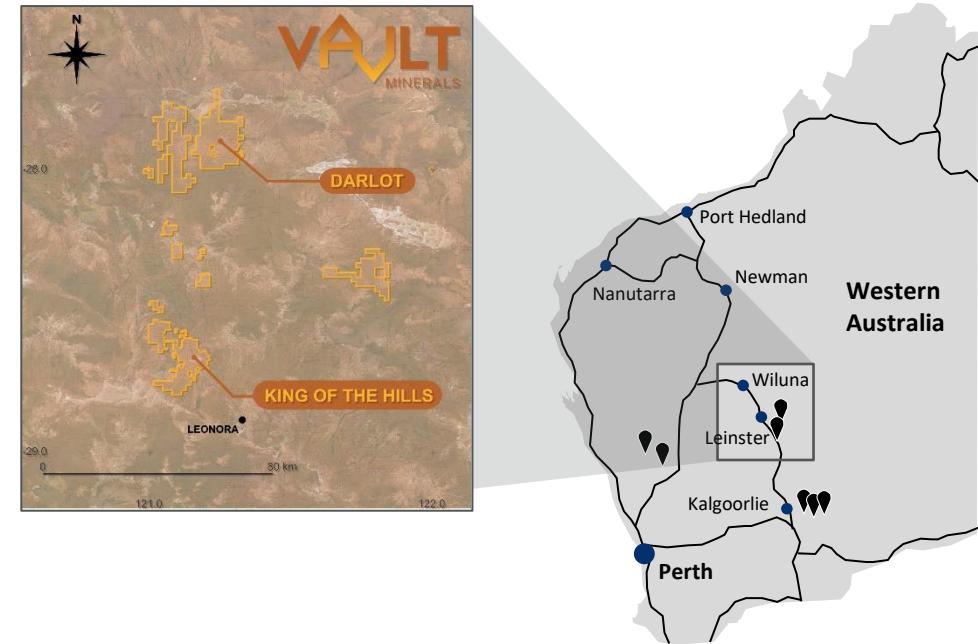 N
VAULT
MINERALS
-28.0
DARLOT
KING OF THE HILLS
LEONORA
-29.0
0
80 km
121.0
122.0
Port Hedland
Nanutarra
Newman
Western
Australia
Wiluna
Leinster
Kalgoorlie
Perth